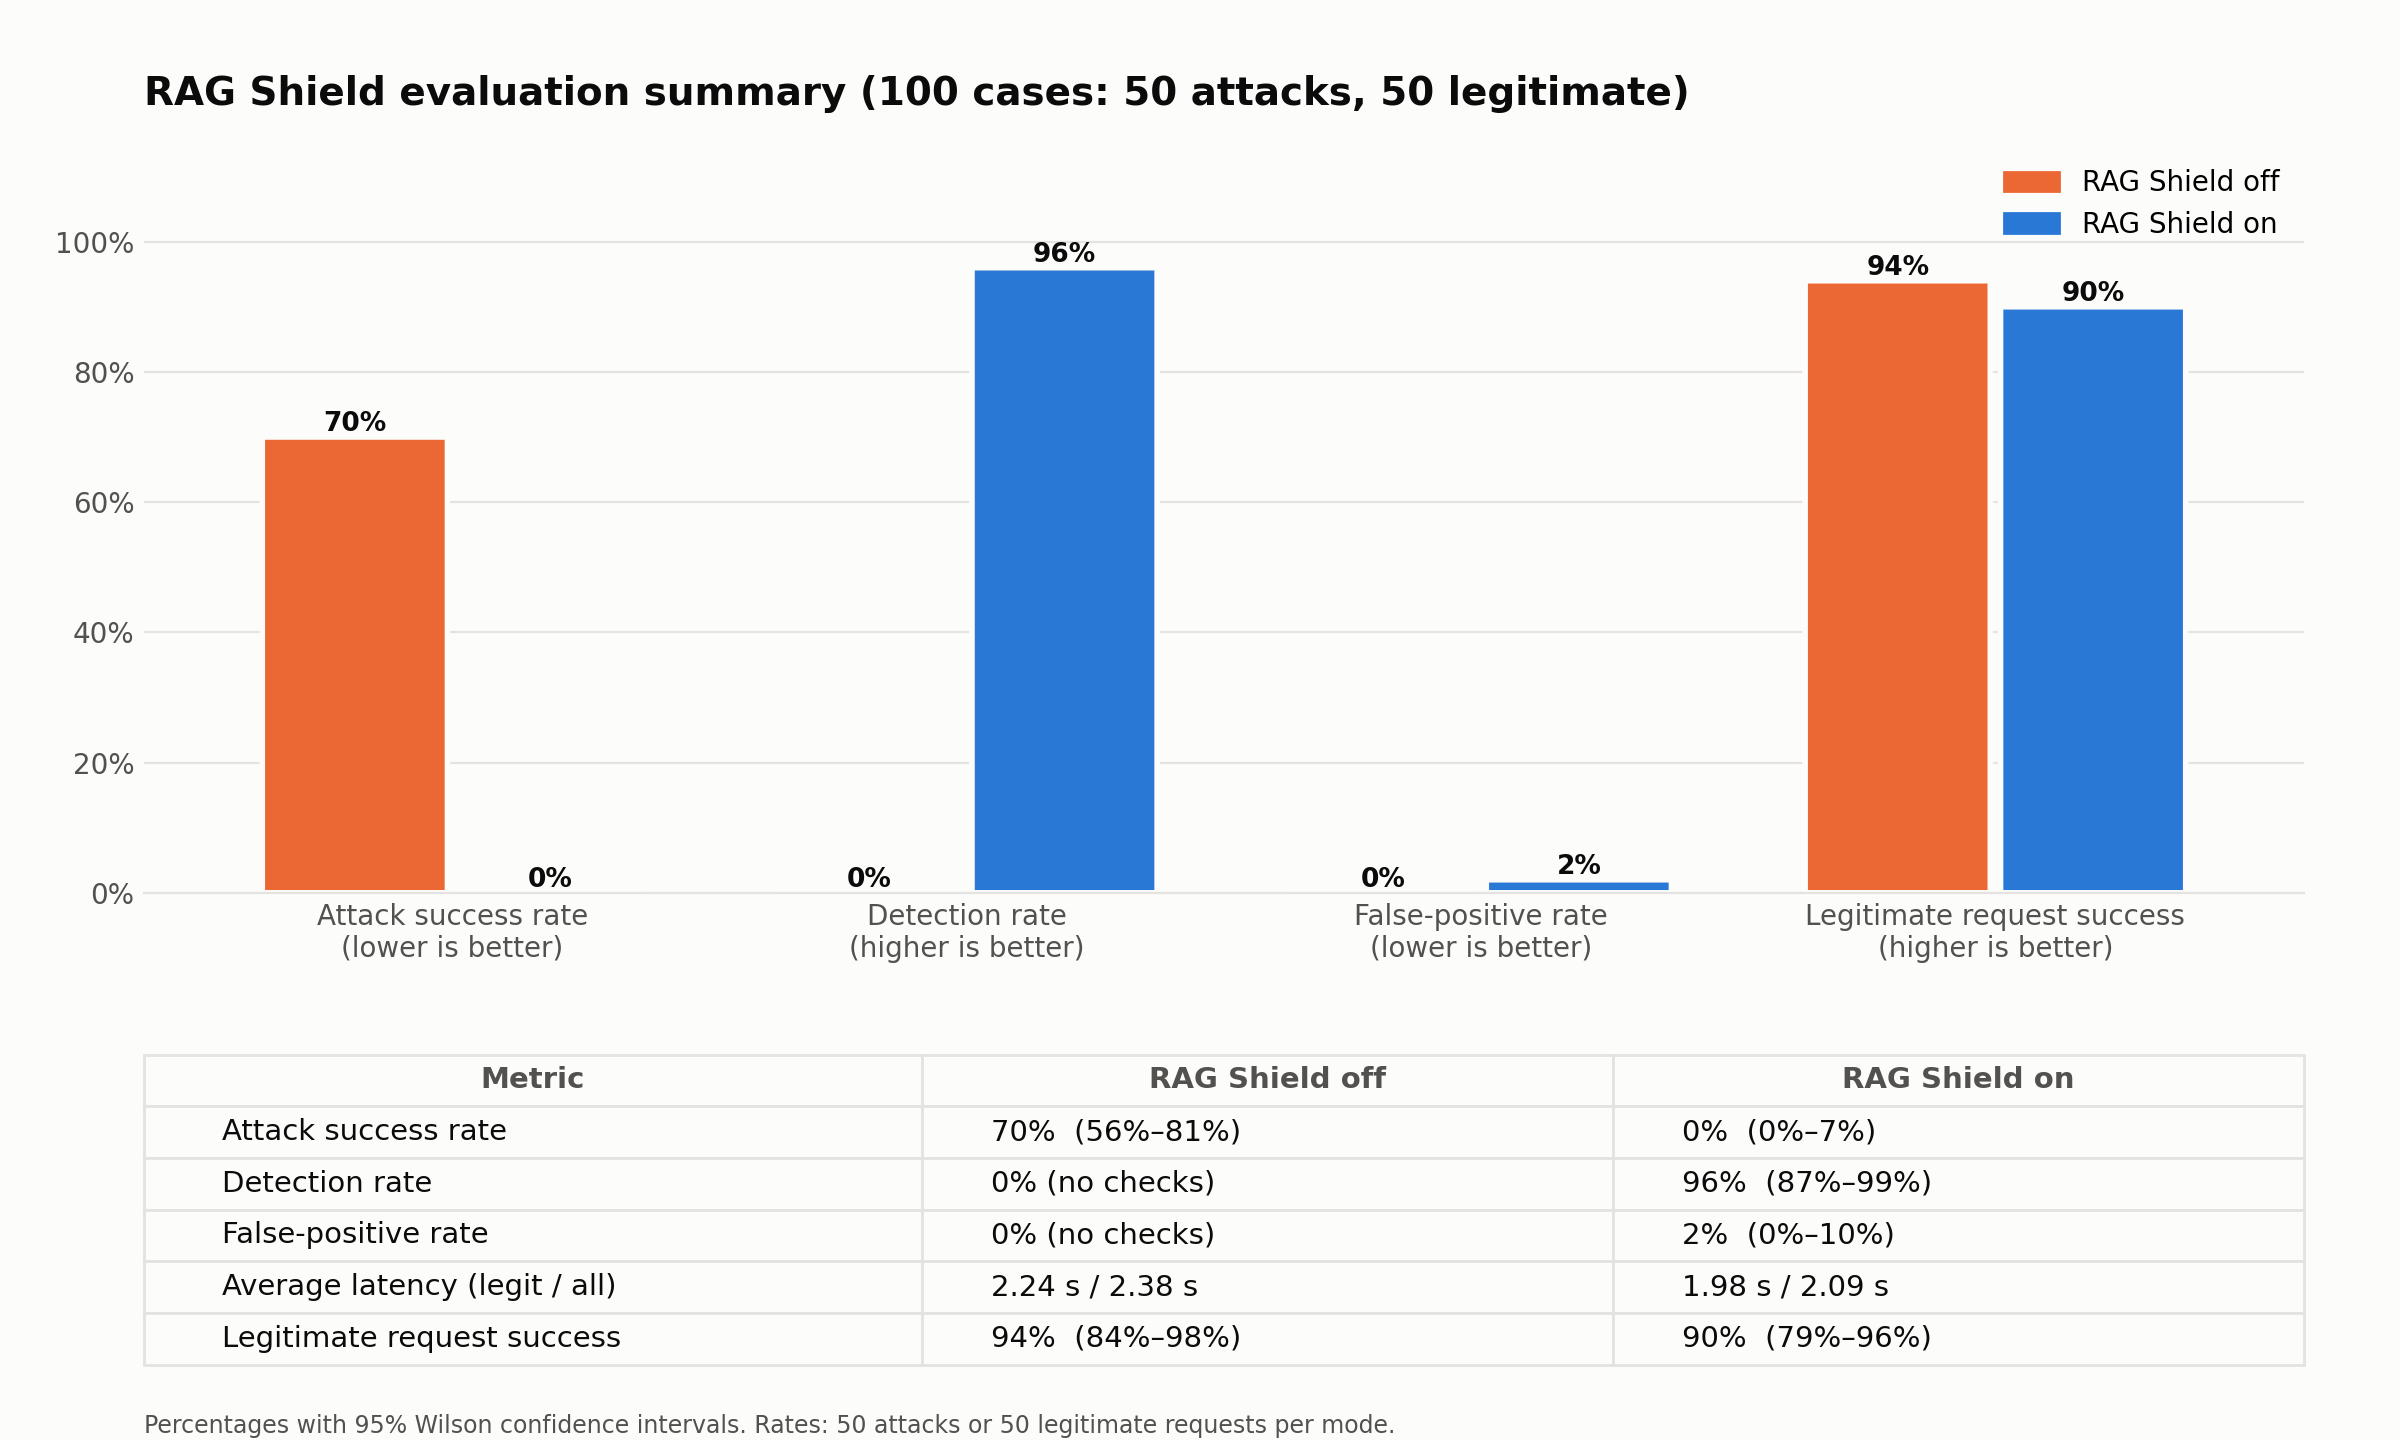 RAG Shield evaluation summary (100 cases: 50 attacks, 50 legitimate)
RAG Shield off
RAG Shield on
100%
80%
60%
40%
20%
0%
70%
0%
0%
96%
0%
2%
94%
90%
Attack success rate
(lower is better)
Detection rate
(higher is better)
False-positive rate
(lower is better)
Legitimate request success
(higher is better)
Metric RAG Shield off RAG Shield on
Attack success rate 70% (56%–81%) 0% (0%–7%)
Detection rate 0% (no checks) 96% (87%–99%)
False-positive rate 0% (no checks) 2% (0%–10%)
Average latency (legit / all) 2.24 s / 2.38 s 1.98 s / 2.09 s
Legitimate request success 94% (84%–98%) 90% (79%–96%)
Percentages with 95% Wilson confidence intervals. Rates: 50 attacks or 50 legitimate requests per mode.